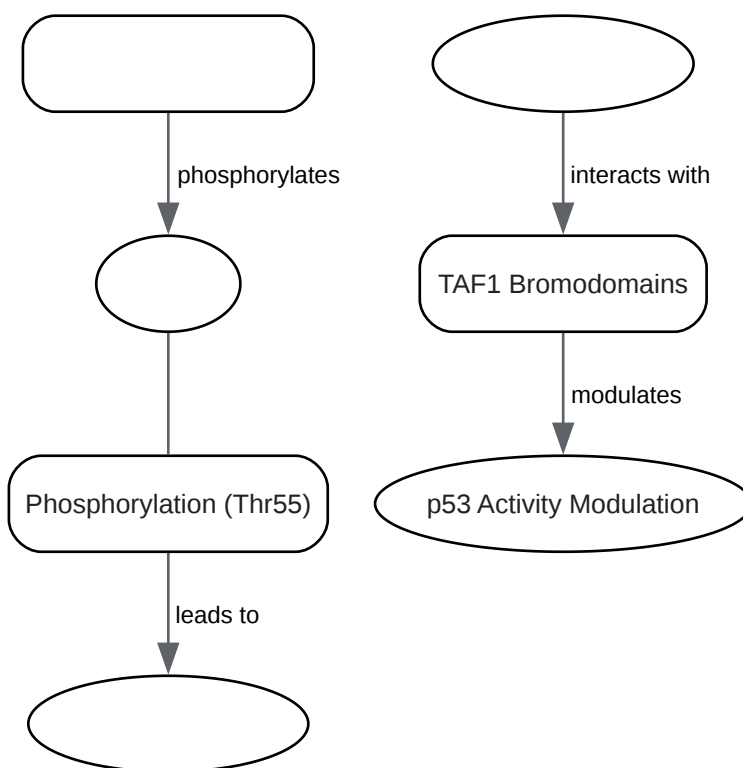 phosphorylates
interacts with
TAF1 Bromodomains
modulates
Phosphorylation (Thr55)
p53 Activity Modulation
leads to